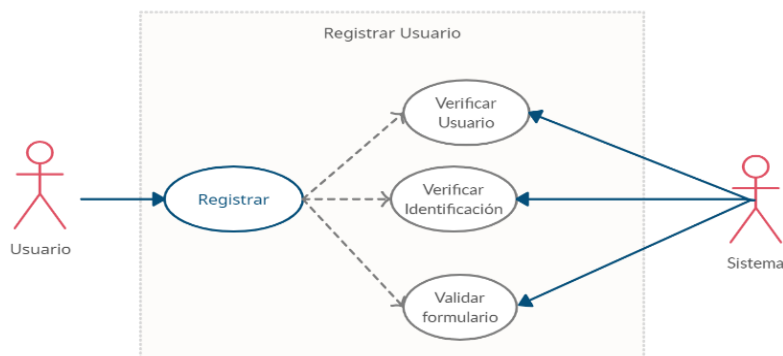 Registrar Usuario
Verificar
Usuario
Registrar
Verificar
Identificación
Usuario
Sistema
Validar
formulario